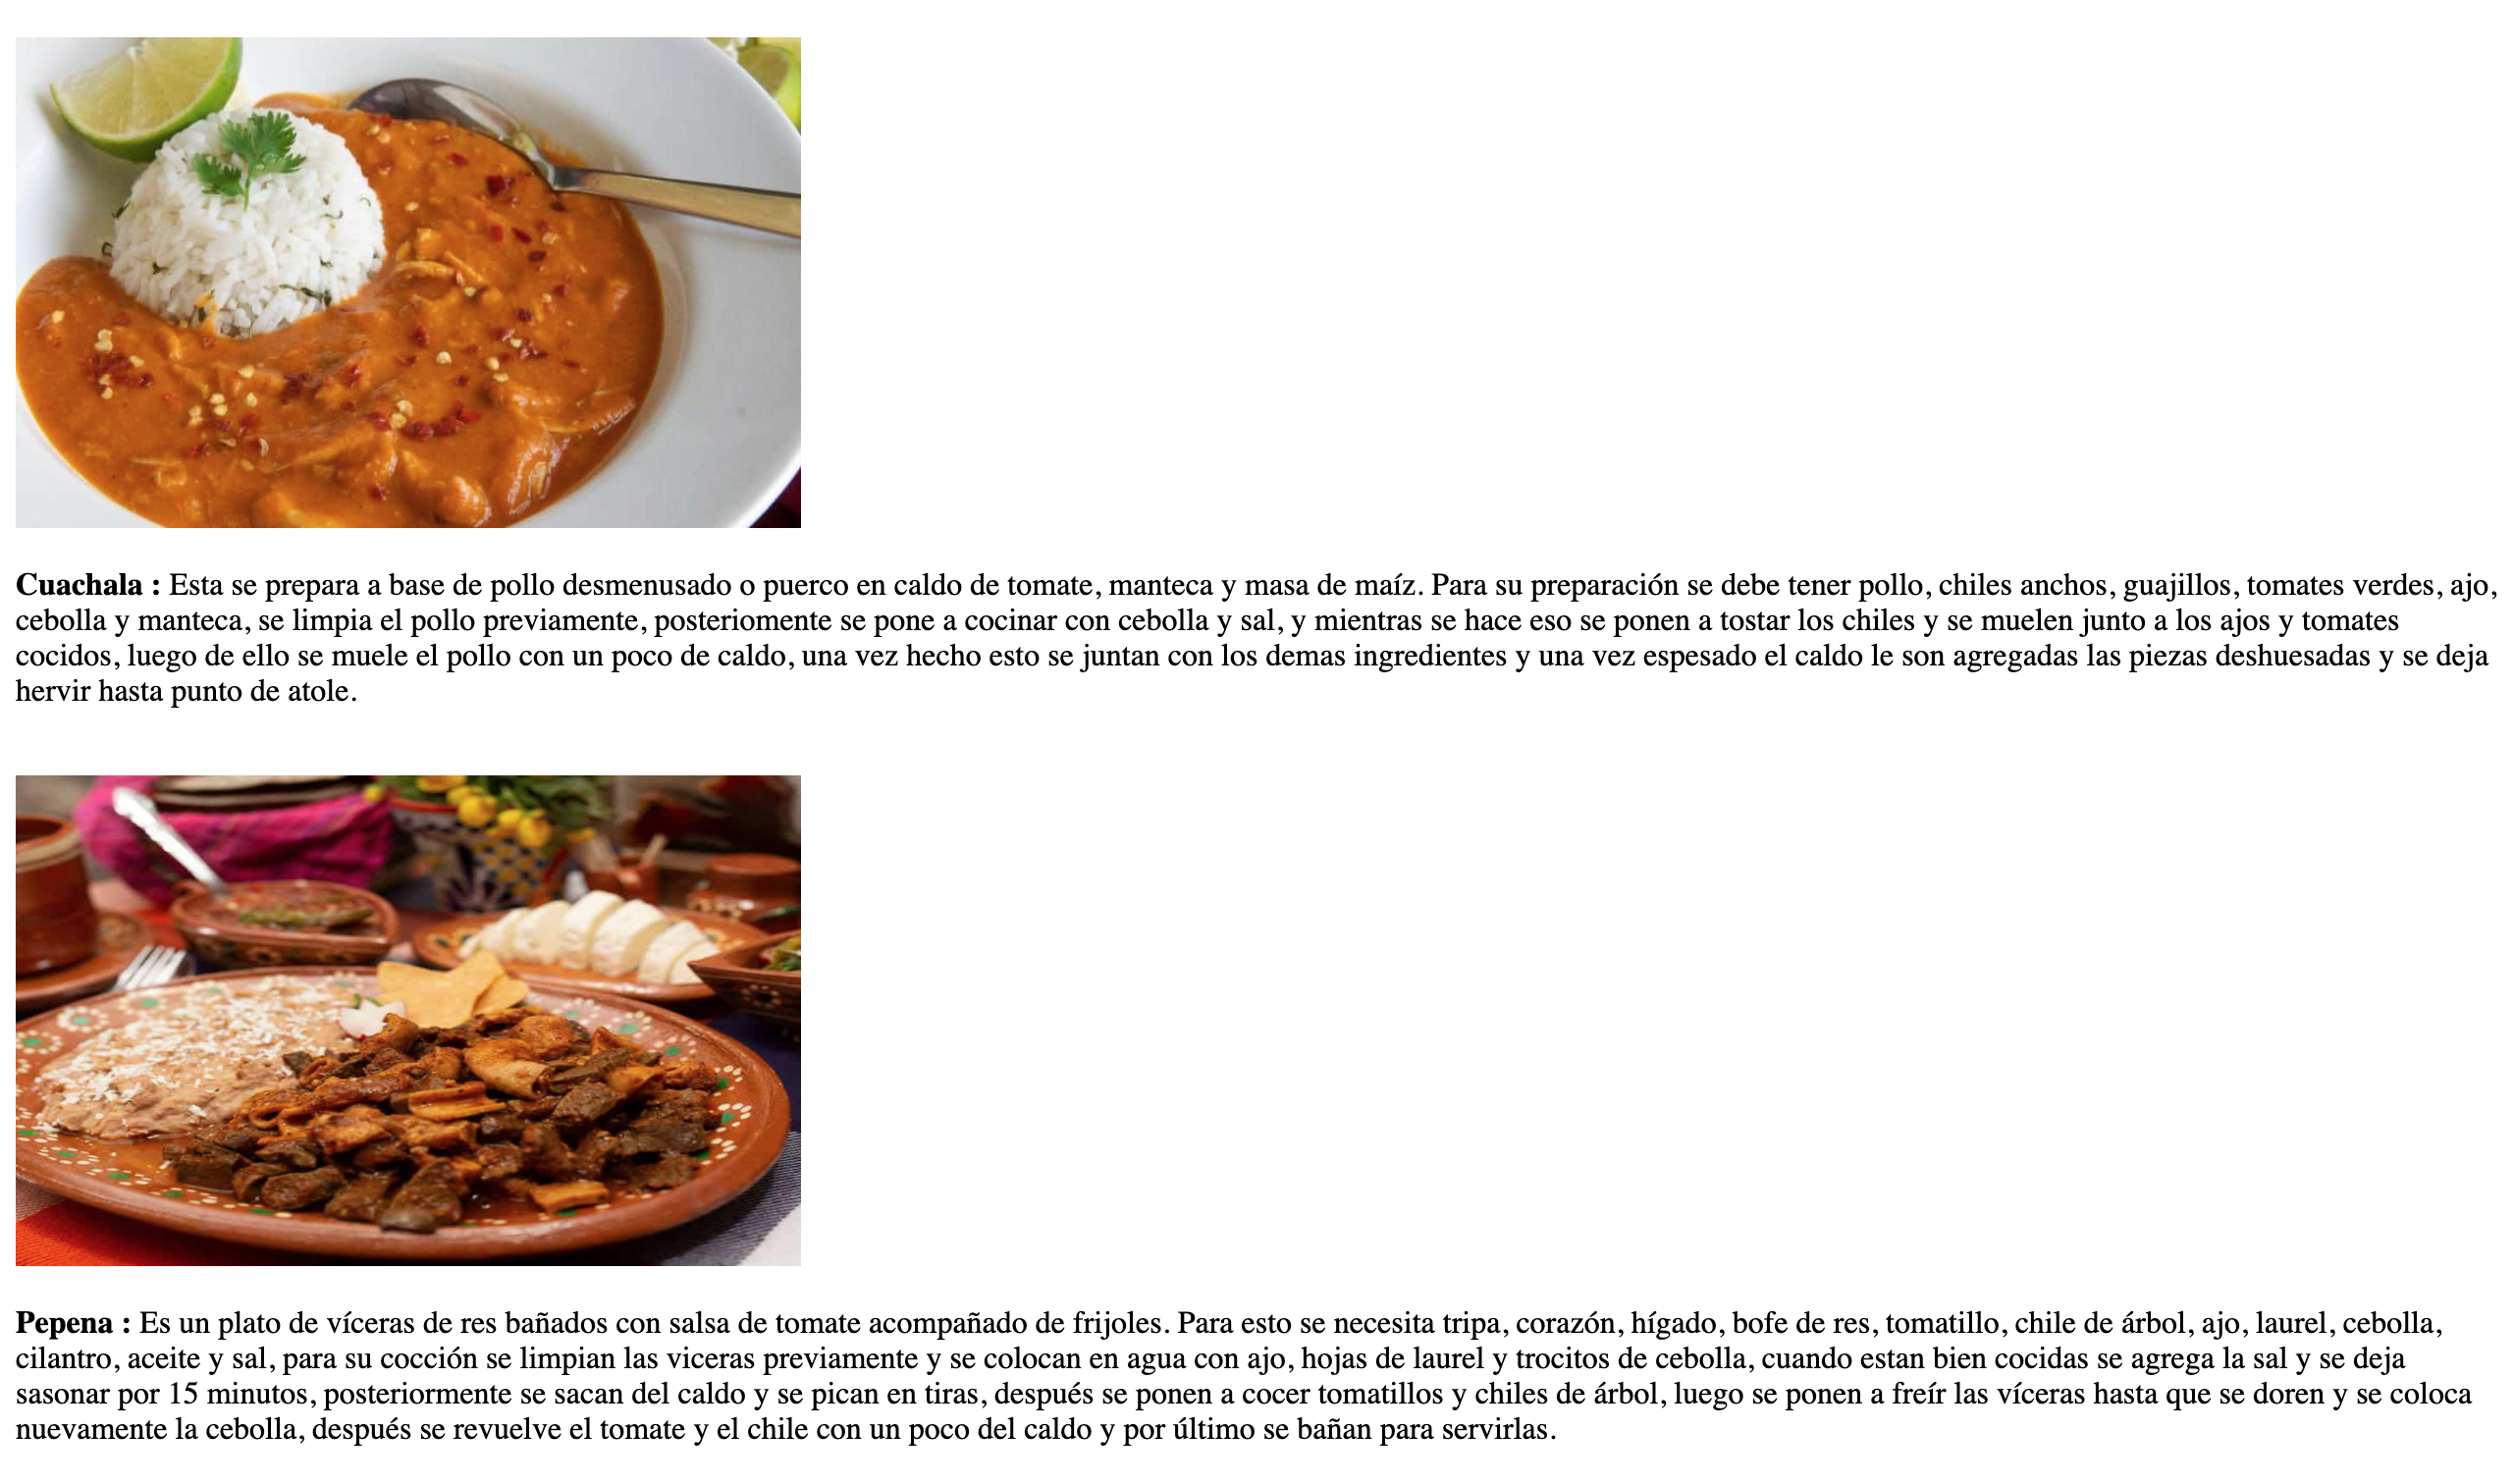 Cuachala : Esta se prepara a base de pollo desmenusado o puerco en caldo de tomate, manteca y masa de maíz. Para su preparación se debe tener pollo, chiles anchos, guajillos, tomates verdes, ajo,
cebolla y manteca, se limpia el pollo previamente, posteriomente se pone a cocinar con cebolla y sal, y mientras se hace eso se ponen a tostar los chiles y se muelen junto a los ajos y tomates
cocidos, luego de ello se muele el pollo con un poco de caldo, una vez hecho esto se juntan con los demas ingredientes y una vez espesado el caldo le son agregadas las piezas deshuesadas y se deja
hervir hasta punto de atole.
Pepena : Es un plato de víceras de res bañados con salsa de tomate acompañado de frijoles. Para esto se necesita tripa, corazón, hígado, bofe de res, tomatillo, chile de árbol, ajo, laurel, cebolla,
cilantro, aceite y sal, para su cocción se limpian las viceras previamente y se colocan en agua con ajo, hojas de laurel y trocitos de cebolla, cuando estan bien cocidas se agrega la sal y se deja
sasonar por 15 minutos, posteriormente se sacan del caldo y se pican en tiras, después se ponen a cocer tomatillos y chiles de árbol, luego se ponen a freír las víceras hasta que se doren y se coloca
nuevamente la cebolla, después se revuelve el tomate y el chile con un poco del caldo y por último se bañan para servirlas.